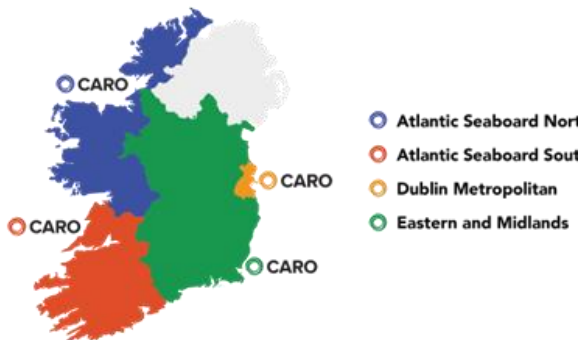 CARO
CARO
CARO
CARO
Atlantic Seaboard Nort
Atlantic Seaboard Sout
Dublin Metropolitan
Eastern and Midlands